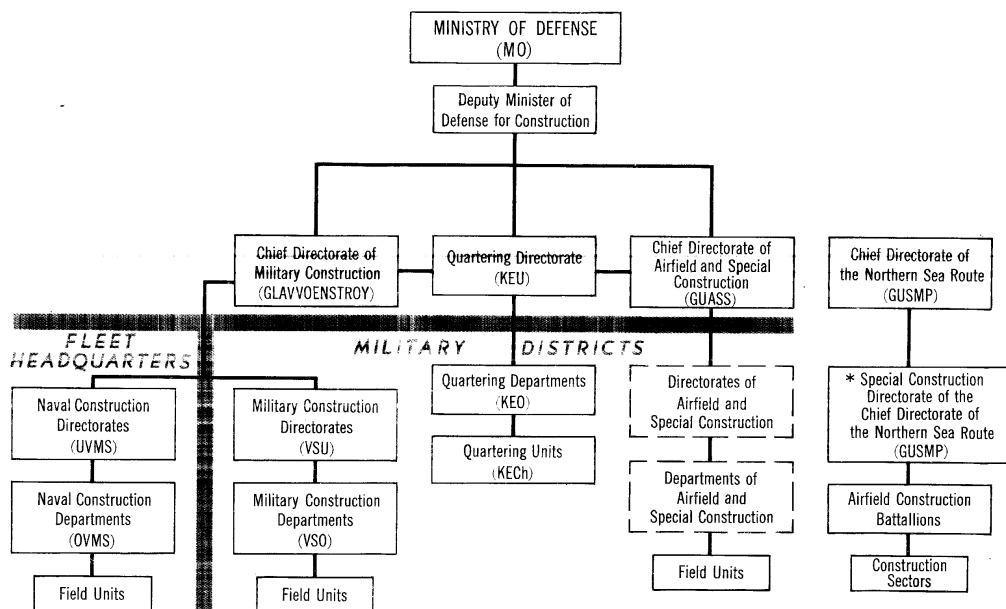 MINISTRY OF DEFENSE
(MO)
Deputy Minister of
Defense for Construction
Chief Directorate of
Military Construction
(GLAVVOENSTROY)
Quartering Directorate
(KEU)
Chief Directorate of
Airfield and Special
Construction
(GUASS)
Chief Directorate of
the Northern Sea Route
(GUSMP)
FLEET
HEADQUARTERS
MILITARY DISTRICTS
Naval Construction
Directorates
(UVMS)
Military Construction
Directorates
(VSU)
Quartering Departments
(KEO)
Quartering Units
(KECh)
Directorates of
Airfield and
Special Construction
* Special Construction
Directorate of the
Chief Directorate of
the Northern Sea Route
(GUSMP)
Naval Construction
Departments
(OVMS)
Military Construction
Departments
(VSO)
Departments of
Airfield and
Special Construction
Airfield Construction
Battallions
Field Units
Field Units
Field Units
Construction
Sectors